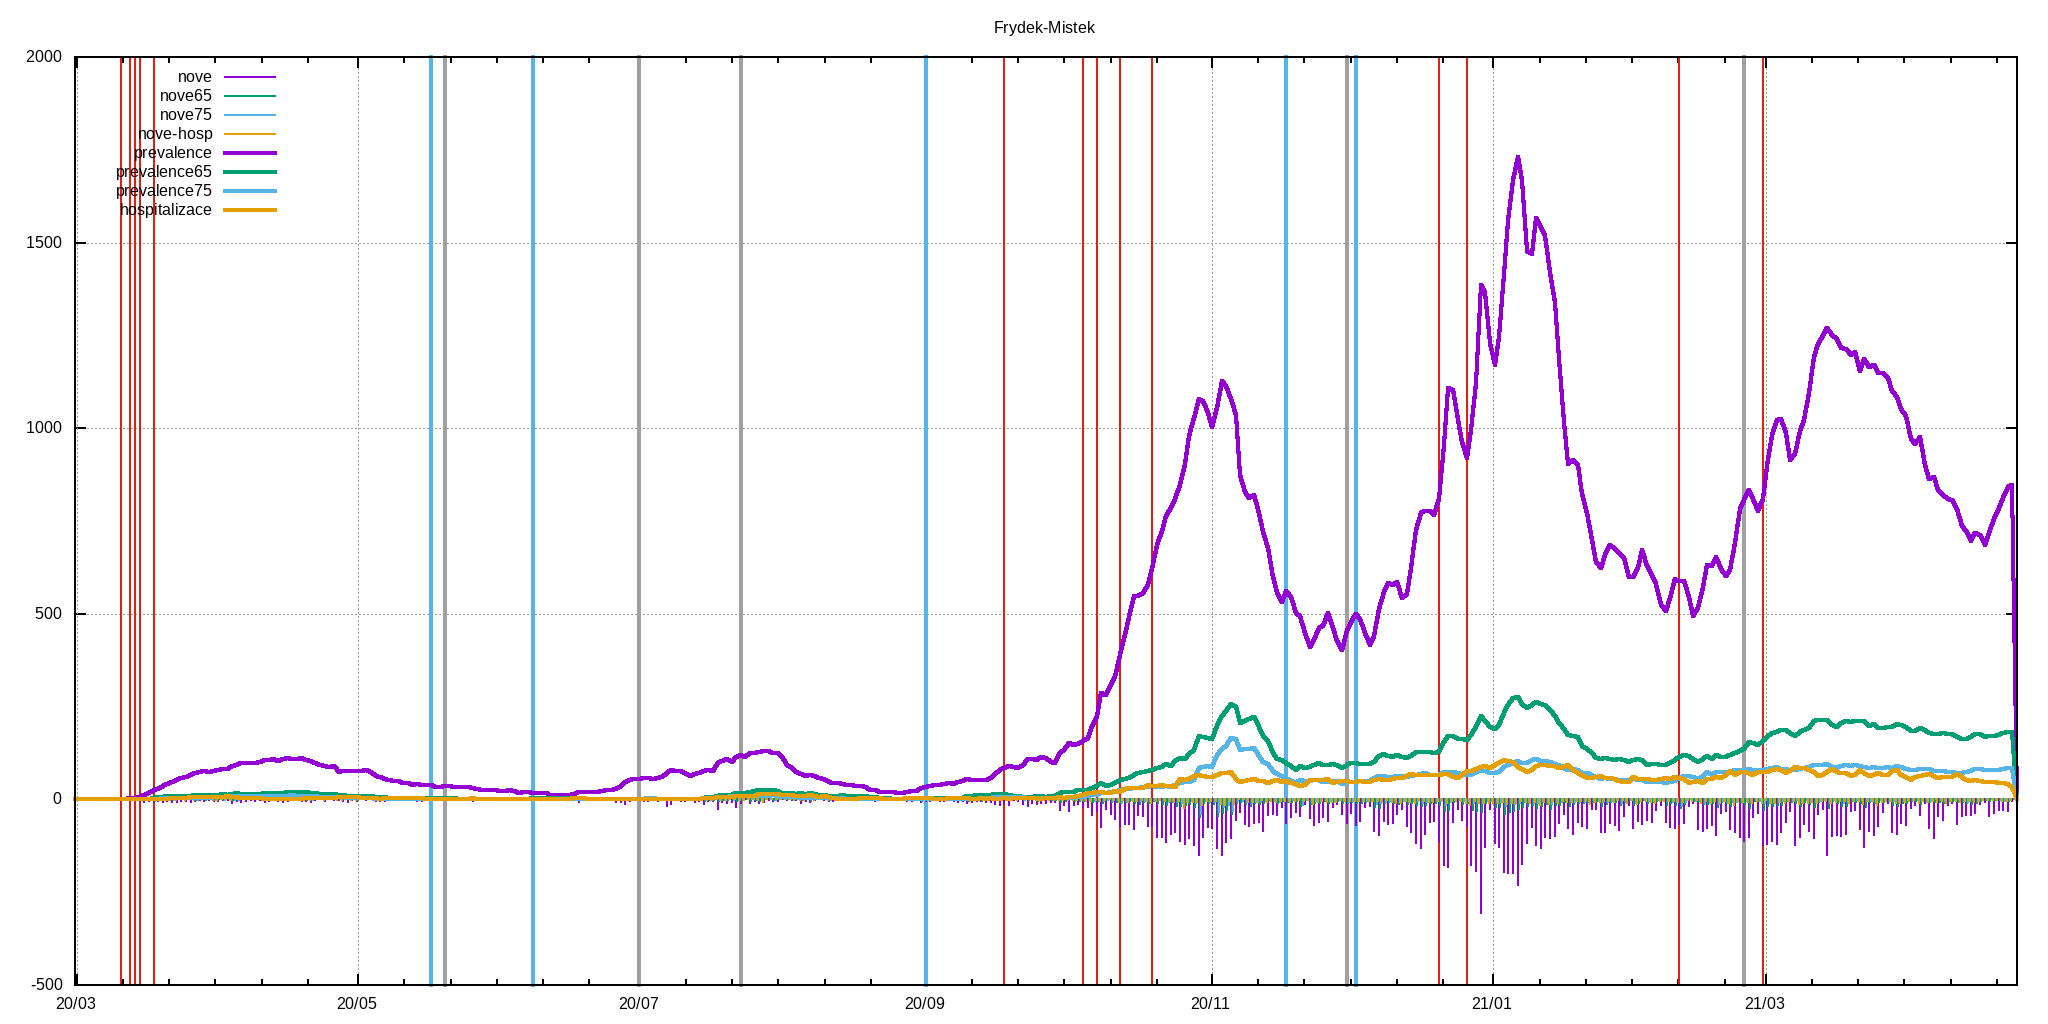 Frydek-Mistek
2000
1500
1000
500
0
-500
nove
nove65
nove75
nove-hosp
prevalence
prevalence65
prevalence75
hospitalizace
20/03 20/05 20/07 20/09 20/11 21/01 21/03